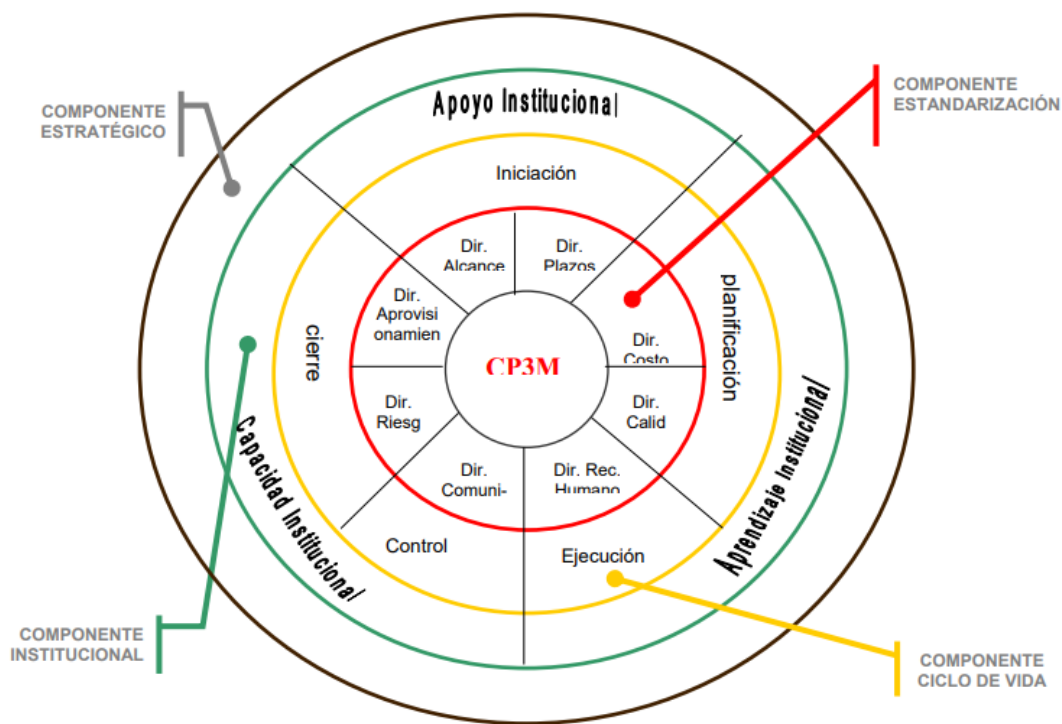 COMPONENTE
ESTRATÉGICO
COMPONENTE
ESTANDARIZACIÓN
Apoyo Institucional
Iniciación
Dir.
Alcance
Dir.
Plazos
Dir.
Aprovisi
onamien
cierre
planificación
CP3M
Dir.
Costo
Dir.
Riesg
Dir.
Calid
Dir.
Comuni-
Dir. Rec.
Humano
Capacidad Institucional
Aprendizaje Institucional
Control
Ejecución
COMPONENTE
INSTITUCIONAL
COMPONENTE
CICLO DE VIDA